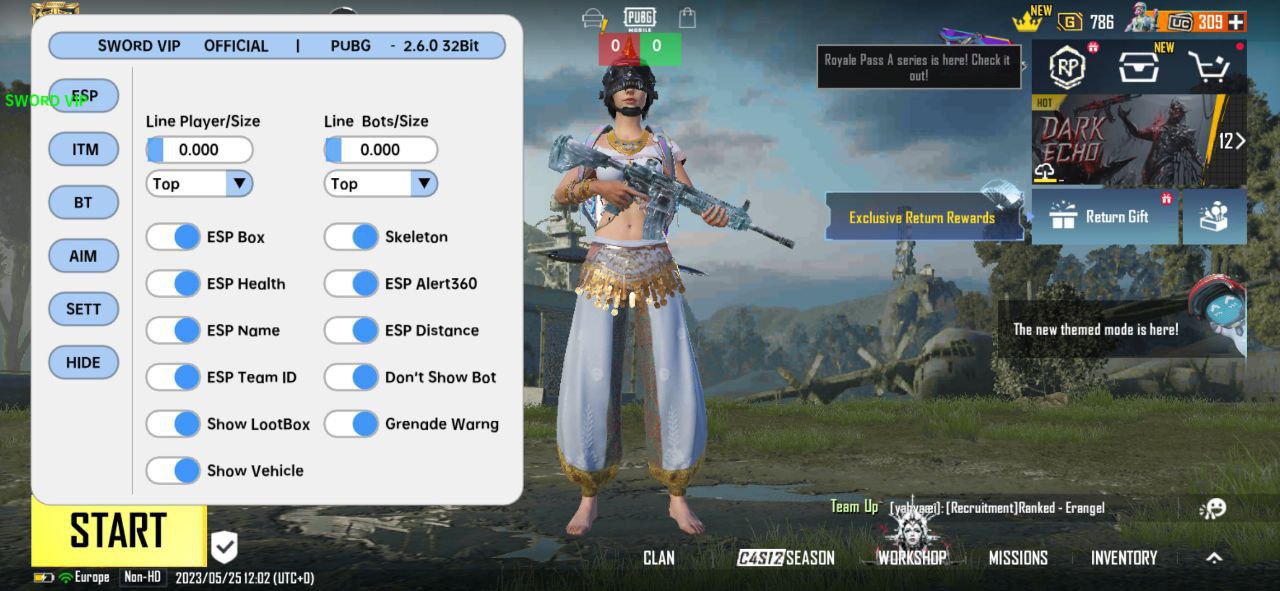 SWORD VIP OFFICIAL | PUBG - 2.6.0 32Bit
SWORD VIP
ESP
ITM
BT
AIM
SETT
HIDE
Line Player/Size
Line Bots/Size
0.000
0.000
Top
Top
ESP Box
Skeleton
ESP Health
ESP Alert360
ESP Name
ESP Distance
ESP Team ID
Don't Show Bot
Show LootBox
Grenade Warng
Show Vehicle
PUBG
MOBILE
0
0
NEW
G
786
UC
309
Royale Pass A series is here! Check it
out!
RP
NEW
HOT
DARK
ECHO
12
Exclusive Return Rewards
Return Gift
The new themed mode is here!
START
Team Up [yahyaæi]: [Recruitment]Ranked - Erangel
CLAN
C4S12 SEASON
WORKSHOP
MISSIONS
INVENTORY
Europe
Non-HD
2023/05/25 12:02 (UTC+0)